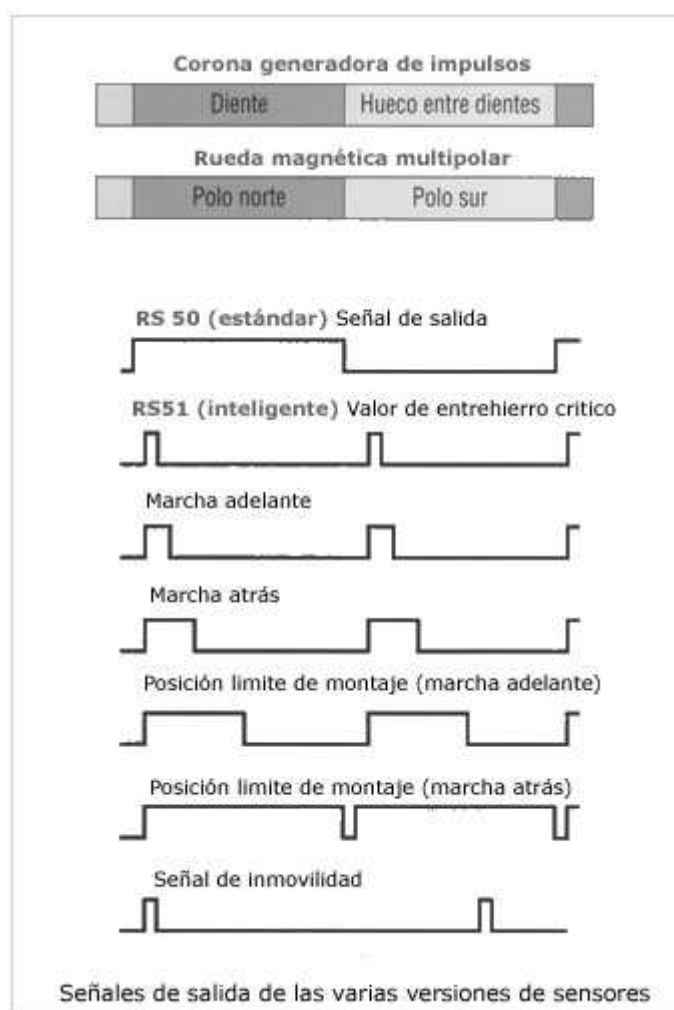 Corona generadora de impulsos
Diente Hueco entre dientes
Rueda magnética multipolar
Polo norte Polo sur
RS 50 (estándar) Señal de salida
RS51 (inteligente) Valor de entrehierro critico
Marcha adelante
Marcha atrás
Posición limite de montaje (marcha adelante)
Posición limite de montaje (marcha atrás)
Señal de inmovilidad
Señales de salida de las varias versiones de sensores